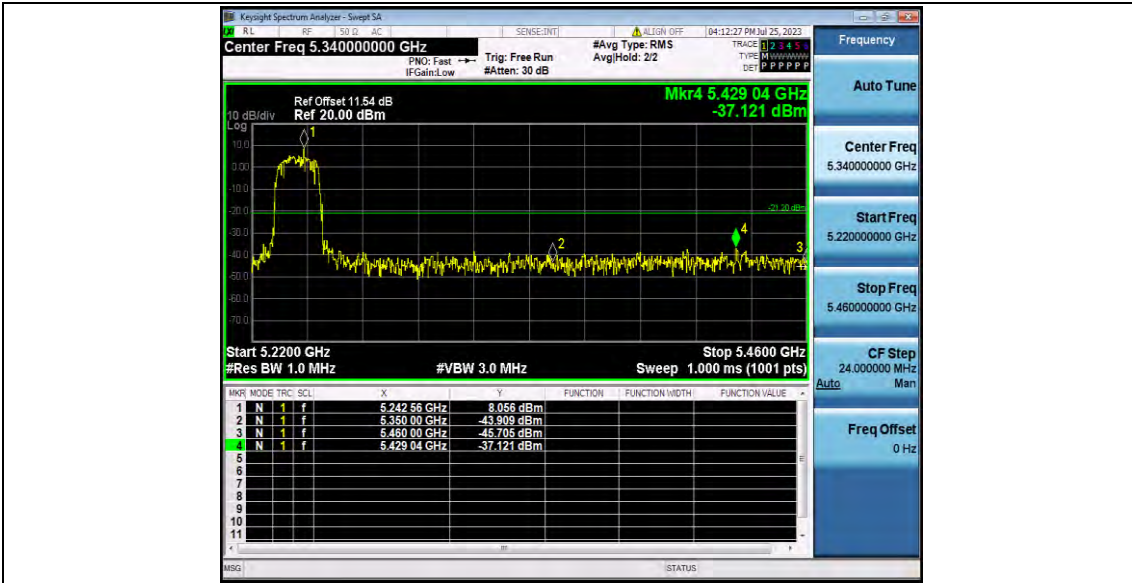 Keysight Spectrum Analyzer - Swept SA
RL RF 50 Ω AC SENSE:INT ALIGN OFF 04:12:27 PM Jul 25, 2023
Center Freq 5.340000000 GHz
PNO: Fast
IFGain:Low
Trig: Free Run
#Atten: 30 dB
#Avg Type: RMS
Avg|Hold: 2/2
TRACE 1 2 3 4 5 6
TYPE M WWWWW
DET P P P P P P
Mkr4 5.429 04 GHz
-37.121 dBm
Ref Offset 11.54 dB
10 dB/div Ref 20.00 dBm
Log
1
10.0
0.00
-10.0
-20.0
-21.20 dBm
-30.0
4
2
3
-40.0
-50.0
-60.0
-70.0
Start 5.2200 GHz Stop 5.4600 GHz
#Res BW 1.0 MHz #VBW 3.0 MHz Sweep 1.000 ms (1001 pts)
MKR MODE TRC SCL X Y FUNCTION FUNCTION WIDTH FUNCTION VALUE
1 N 1 f 5.242 56 GHz 8.056 dBm
2 N 1 f 5.350 00 GHz -43.909 dBm
3 N 1 f 5.460 00 GHz -45.705 dBm
4 N 1 f 5.429 04 GHz -37.121 dBm
5
6
7
8
9
10
11
MSG STATUS
Frequency
Auto Tune
Center Freq
5.340000000 GHz
Start Freq
5.220000000 GHz
Stop Freq
5.460000000 GHz
CF Step
24.000000 MHz
Auto Man
Freq Offset
0 Hz